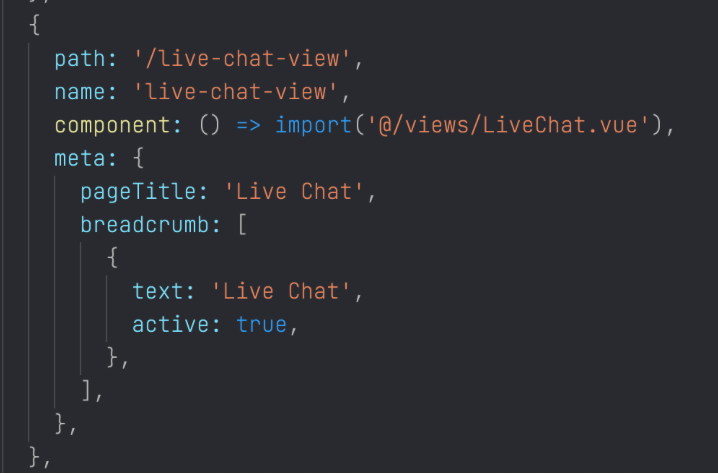 {
path: '/live-chat-view',
name: 'live-chat-view',
component: () => import('@/views/LiveChat.vue'),
meta: {
pageTitle: 'Live Chat',
breadcrumb: [
{
text: 'Live Chat',
active: true,
},
],
},
},